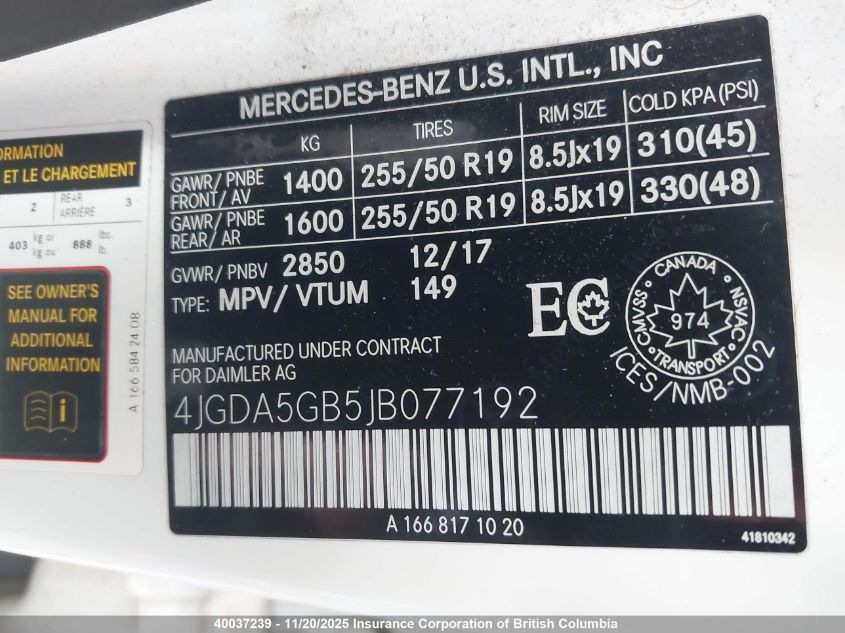 ORMATION
ET LE CHARGEMENT
2 REAR ARRIÈRE 3
403 kg or kg ou 888 lbs. lb.
SEE OWNER'S
MANUAL FOR
ADDITIONAL
INFORMATION
i
A 166 584 24 08
MERCEDES-BENZ U.S. INTL., INC
KG TIRES RIM SIZE COLD KPA(PSI)
GAWR/ PNBE FRONT/ AV 1400 255/50 R19 8.5Jx19 310(45)
GAWR/ PNBE REAR/ AR 1600 255/50 R19 8.5Jx19 330(48)
GVWR/ PNBV 2850 12/17
TYPE: MPV/ VTUM 149
EC
CANADA
CMVSS NSVAC
974
TRANSPORT
ICES/NMB-002
MANUFACTURED UNDER CONTRACT
FOR DAIMLER AG
4JGDA5GB5JB077192
A 166 817 10 20
41810342
40037239 - 11/20/2025 Insurance Corporation of British Columbia